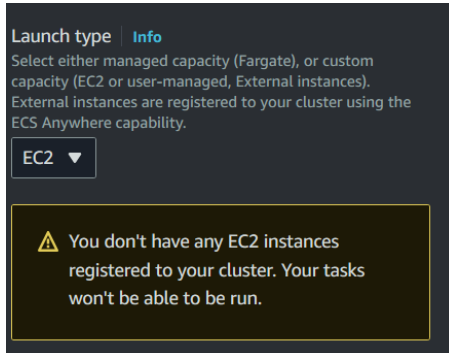 Launch type Info
Select either managed capacity (Fargate), or custom
capacity (EC2 or user-managed, External instances).
External instances are registered to your cluster using the
ECS Anywhere capability.
EC2
You don't have any EC2 instances
registered to your cluster. Your tasks
won't be able to be run.